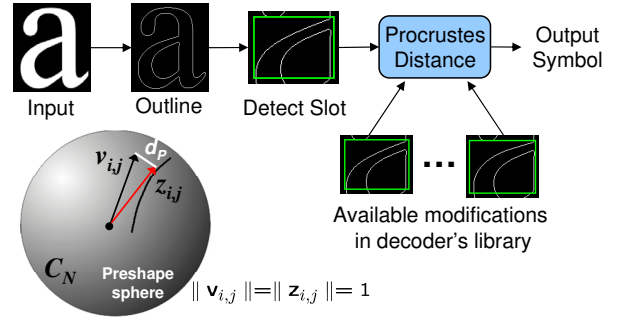 a
a
Input
Outline
Detect Slot
Procrustes
Distance
Output
Symbol
...
Available modifications
in decoder's library
d_P
v_{i,j}
z_{i,j}
C_N
Preshape
sphere
‖ v_{i,j} ‖=‖ z_{i,j} ‖= 1